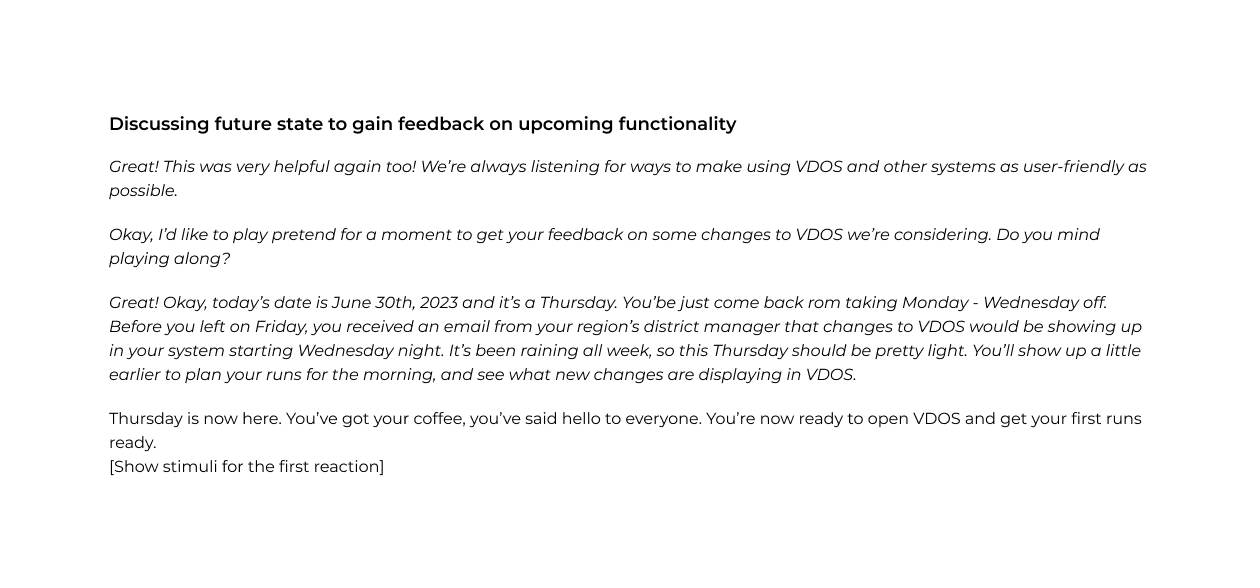 Discussing future state to gain feedback on upcoming functionality
Great! This was very helpful again too! We’re always listening for ways to make using VDOS and other systems as user-friendly as
possible.
Okay, I’d like to play pretend for a moment to get your feedback on some changes to VDOS we’re considering. Do you mind
playing along?
Great! Okay, today’s date is June 30th, 2023 and it’s a Thursday. You’be just come back rom taking Monday - Wednesday off.
Before you left on Friday, you received an email from your region’s district manager that changes to VDOS would be showing up
in your system starting Wednesday night. It’s been raining all week, so this Thursday should be pretty light. You’ll show up a little
earlier to plan your runs for the morning, and see what new changes are displaying in VDOS.
Thursday is now here. You’ve got your coffee, you’ve said hello to everyone. You’re now ready to open VDOS and get your first runs
ready.
[Show stimuli for the first reaction]